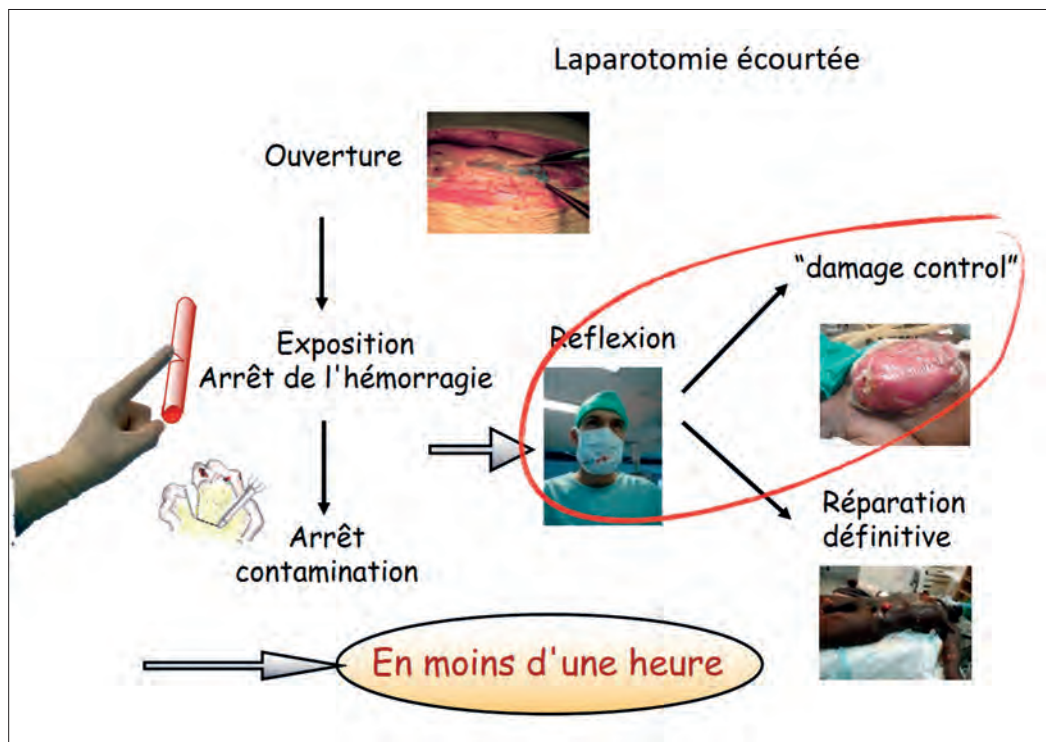 Laparotomie écourtée
Ouverture
Exposition
Arrêt de l'hémorragie
Arrêt
contamination
Reflexion
“damage control”
Réparation
définitive
En moins d'une heure